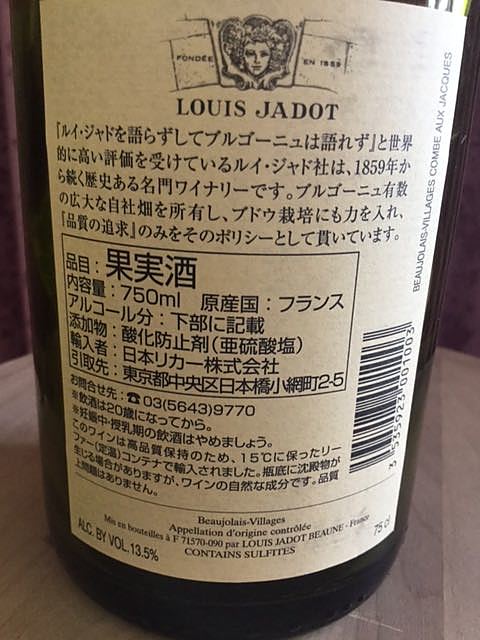 FONDÉE EN 1859
LOUIS JADOT
『ルイ・ジャドを語らずしてブルゴーニュは語れず』と世界
的に高い評価を受けているルイ・ジャド社は、1859年か
ら続く歴史ある名門ワイナリーです。ブルゴーニュ有数
の広大な自社畑を所有し、ブドウ栽培にも力を入れ、
『品質の追求』のみをそのポリシーとして貫いています。
品目：果実酒
内容量：750ml 原産国：フランス
アルコール分：下部に記載
添加物：酸化防止剤（亜硫酸塩）
輸入者：日本リカー株式会社
引取先：東京都中央区日本橋小網町2-5
お問合せ先：☎03(5643)9770
※飲酒は20歳になってから。
※妊娠中・授乳期の飲酒はやめましょう。
このワインは高品質保持のため、15℃に保ったリー
ファー（定温）コンテナで輸入されました。瓶底に沈殿物が
生じる場合がありますが、ワインの自然な成分です。品質
上問題はありません。
Beaujolais-Villages
Appellation d'origine contrôlée
Mis en bouteilles à F 71570-090 par LOUIS JADOT BEAUNE - France
CONTAINS SULFITES
ALC. BY VOL.13.5%
75 cl
BEAUJOLAIS-VILLAGES COMBE AUX JACQUES
3 535923 001003